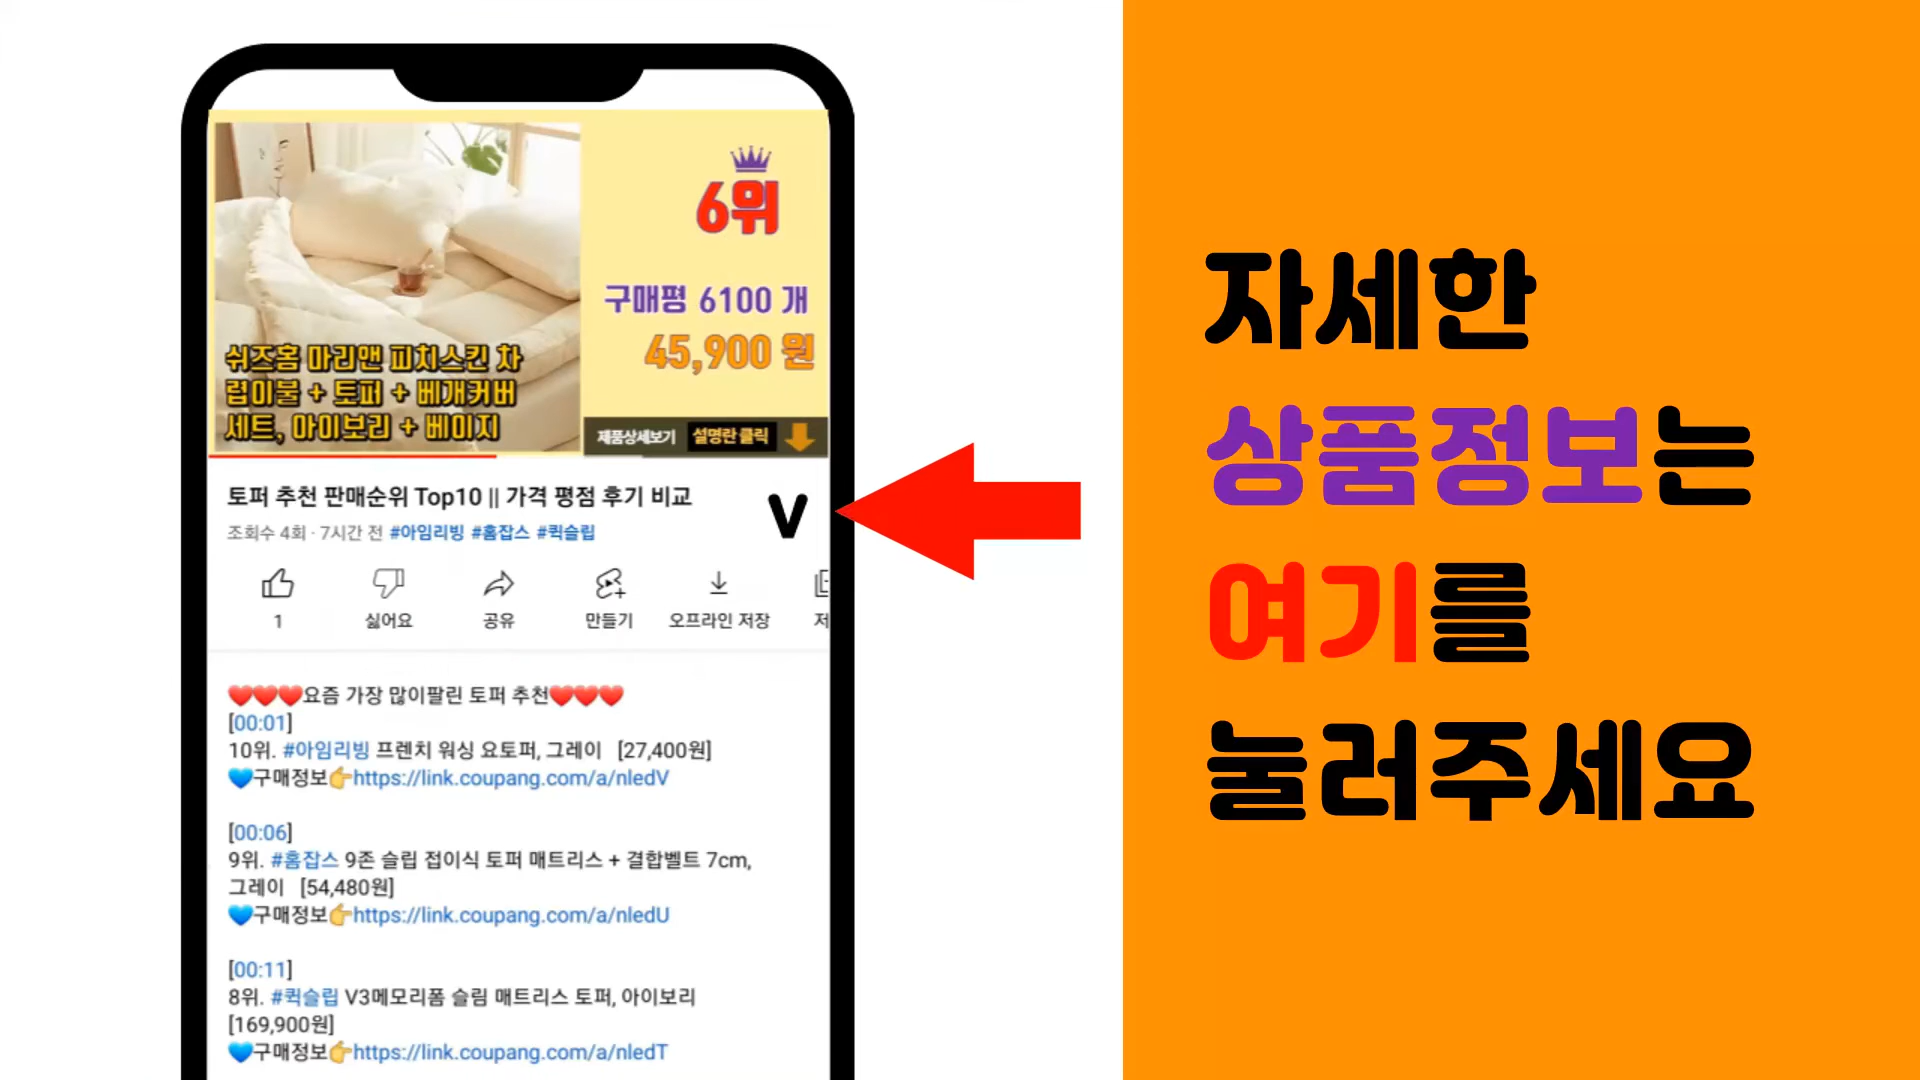 6위
구매평 6100 개
45,900 원
쉬즈홈 마리앤 피치스킨 차
렵이불 + 토퍼 + 베개커버
세트, 아이보리 + 베이지
제품상세보기 설명란 클릭
토퍼 추천 판매순위 Top10 || 가격 평점 후기 비교
V
조회수 4회 · 7시간 전 #아임리빙 #홈잡스 #퀵슬립
1 싫어요 공유 만들기 오프라인 저장 저
❤️❤️❤️요즘 가장 많이팔린 토퍼 추천❤️❤️❤️
[00:01]
10위. #아임리빙 프렌치 워싱 요토퍼, 그레이 [27,400원]
💙구매정보👉https://link.coupang.com/a/nledV
[00:06]
9위. #홈잡스 9존 슬립 접이식 토퍼 매트리스 + 결합벨트 7cm,
그레이 [54,480원]
💙구매정보👉https://link.coupang.com/a/nledU
[00:11]
8위. #퀵슬립 V3메모리폼 슬림 매트리스 토퍼, 아이보리
[169,900원]
💙구매정보👉https://link.coupang.com/a/nledT
자세한
상품정보는
여기를
눌러주세요